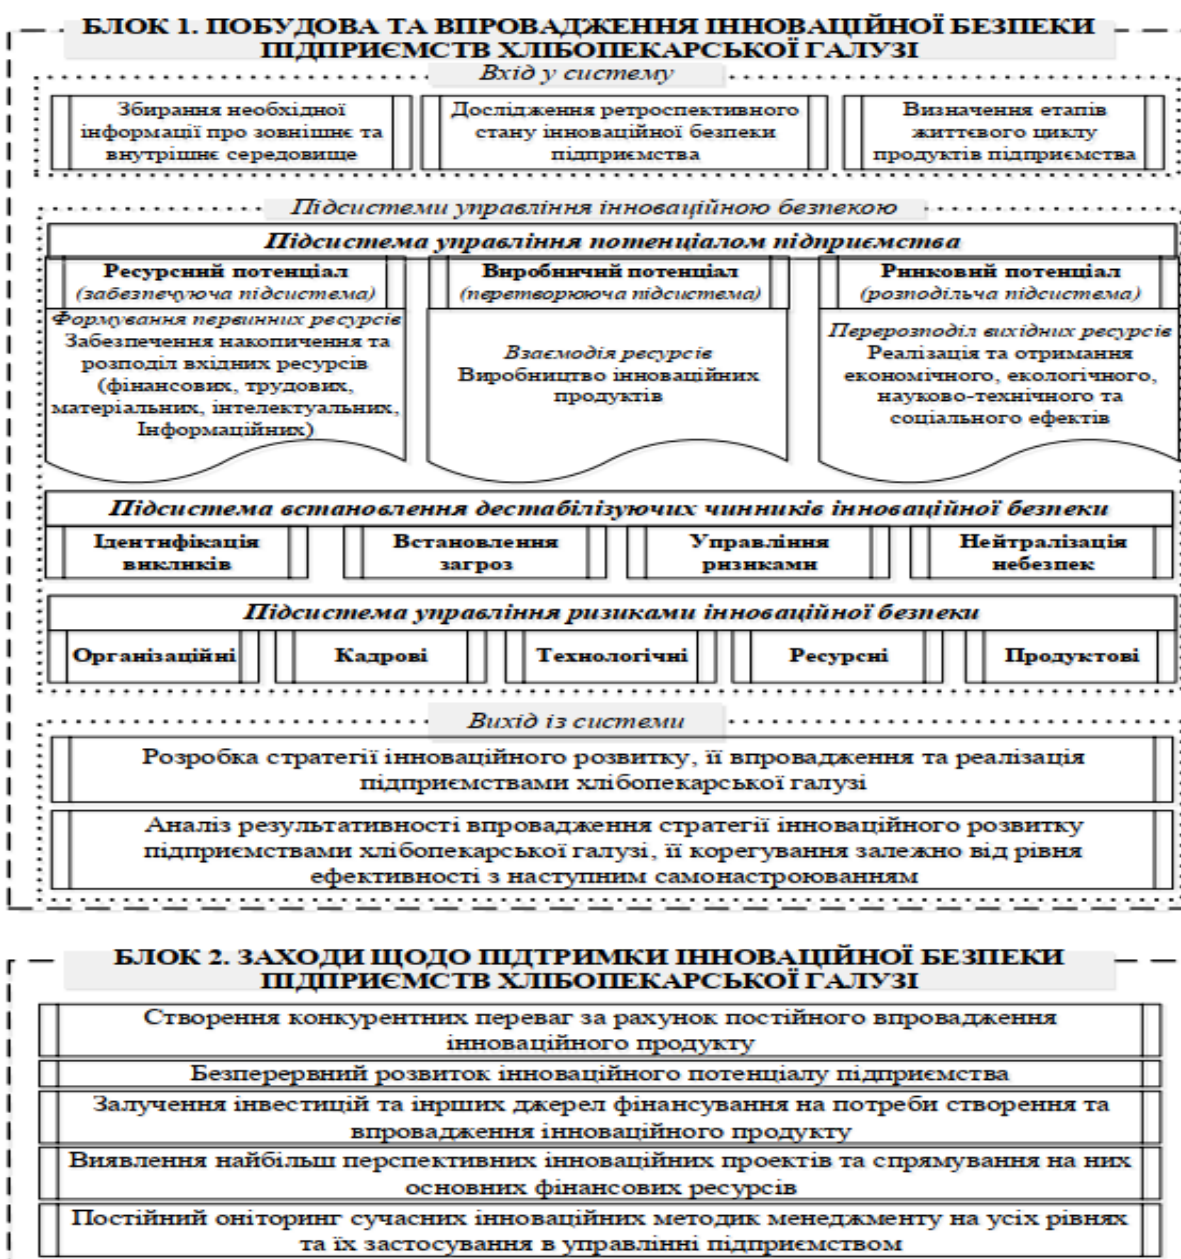 БЛОК 1. ПОБУДОВА ТА ВПРОВАДЖЕННЯ ІННОВАЦІЙНОЇ БЕЗПЕКИ
ПІДПРИЄМСТВ ХЛІБОПЕКАРСЬКОЇ ГАЛУЗІ
Вхід у систему
Збирання необхідної
інформації про зовнішнє та
внутрішнє середовище
Дослідження ретроспективного
стану інноваційної безпеки
підприємства
Визначення етапів
життєвого циклу
продуктів підприємства
Підсистеми управління інноваційною безпекою
Підсистема управління потенціалом підприємства
Ресурсний потенціал
(забезпечуюча підсистема)
Формування первинних ресурсів
Забезпечення накопичення та
розподіл вхідних ресурсів
(фінансових, трудових,
матеріальних, інтелектуальних,
Інформаційних)
Виробничий потенціал
(перетворююча підсистема)
Взаємодія ресурсів
Виробництво інноваційних
продуктів
Ринковий потенціал
(розподільча підсистема)
Перерозподіл вихідних ресурсів
Реалізація та отримання
економічного, екологічного,
науково-технічного та
соціального ефектів
Підсистема встановлення дестабілізуючих чинників інноваційної безпеки
Ідентифікація
викликів
Встановлення
загроз
Управління
ризиками
Нейтралізація
небезпек
Підсистема управління ризиками інноваційної безпеки
Організаційні
Кадрові
Технологічні
Ресурсні
Продуктові
Вихід із системи
Розробка стратегії інноваційного розвитку, її впровадження та реалізація
підприємствами хлібопекарської галузі
Аналіз результативності впровадження стратегії інноваційного розвитку
підприємствами хлібопекарської галузі, її корегування залежно від рівня
ефективності з наступним самонастроюванням
БЛОК 2. ЗАХОДИ ЩОДО ПІДТРИМКИ ІННОВАЦІЙНОЇ БЕЗПЕКИ
ПІДПРИЄМСТВ ХЛІБОПЕКАРСЬКОЇ ГАЛУЗІ
Створення конкурентних переваг за рахунок постійного впровадження
інноваційного продукту
Безперервний розвиток інноваційного потенціалу підприємства
Залучення інвестицій та інрших джерел фінансування на потреби створення та
впровадження інноваційного продукту
Виявлення найбільш перспективних інноваційних проектів та спрямування на них
основних фінансових ресурсів
Постійний оніторинг сучасних інноваційних методик менеджменту на усіх рівнях
та їх застосування в управлінні підприємством